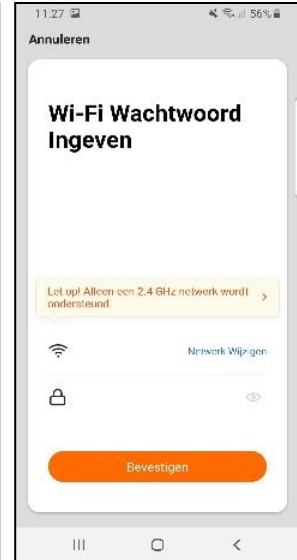 11.27 56%
Annuleren
Wi-Fi Wachtwoord
Ingeven
Let op! Alleen een 2.4 GHz netwerk wordt
ondersteund
Netwerk Wijzigen
Bevestigen